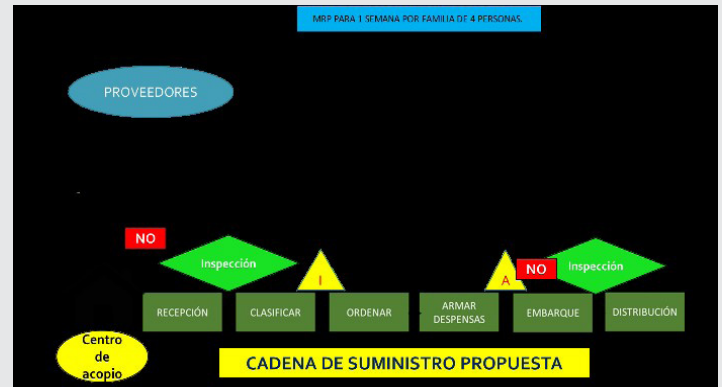 MRP PARA 1 SEMANA POR FAMILIA DE 4 PERSONAS.
PROVEEDORES
NO
Inspección
I
A
NO
Inspección
RECEPCIÓN
CLASIFICAR
ORDENAR
ARMAR
DESPENSAS
EMBARQUE
DISTRIBUCIÓN
Centro
de
acopio
CADENA DE SUMINISTRO PROPUESTA